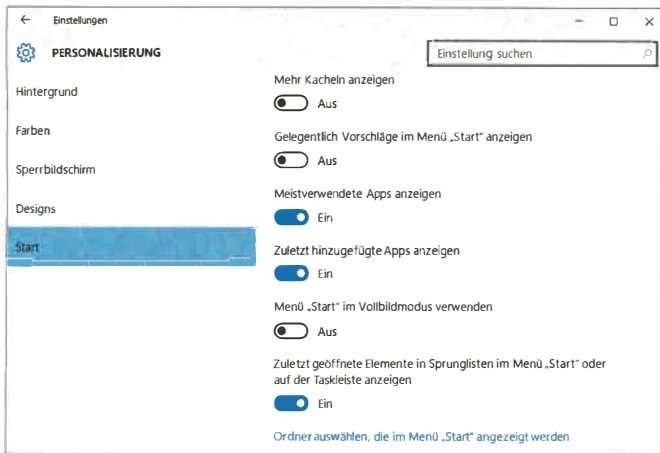 Einstellungen
PERSONALISIERUNG
Einstellung suchen
Hintergrund
Farben
Sperrbildschirm
Designs
Start
Mehr Kacheln anzeigen
Aus
Gelegentlich Vorschläge im Menü „Start“ anzeigen
Aus
Meistverwendete Apps anzeigen
Ein
Zuletzt hinzugefügte Apps anzeigen
Ein
Menü „Start“ im Vollbildmodus verwenden
Aus
Zuletzt geöffnete Elemente in Sprunglisten im Menü „Start“ oder
auf der Taskleiste anzeigen
Ein
Ordner auswählen, die im Menü „Start“ angezeigt werden